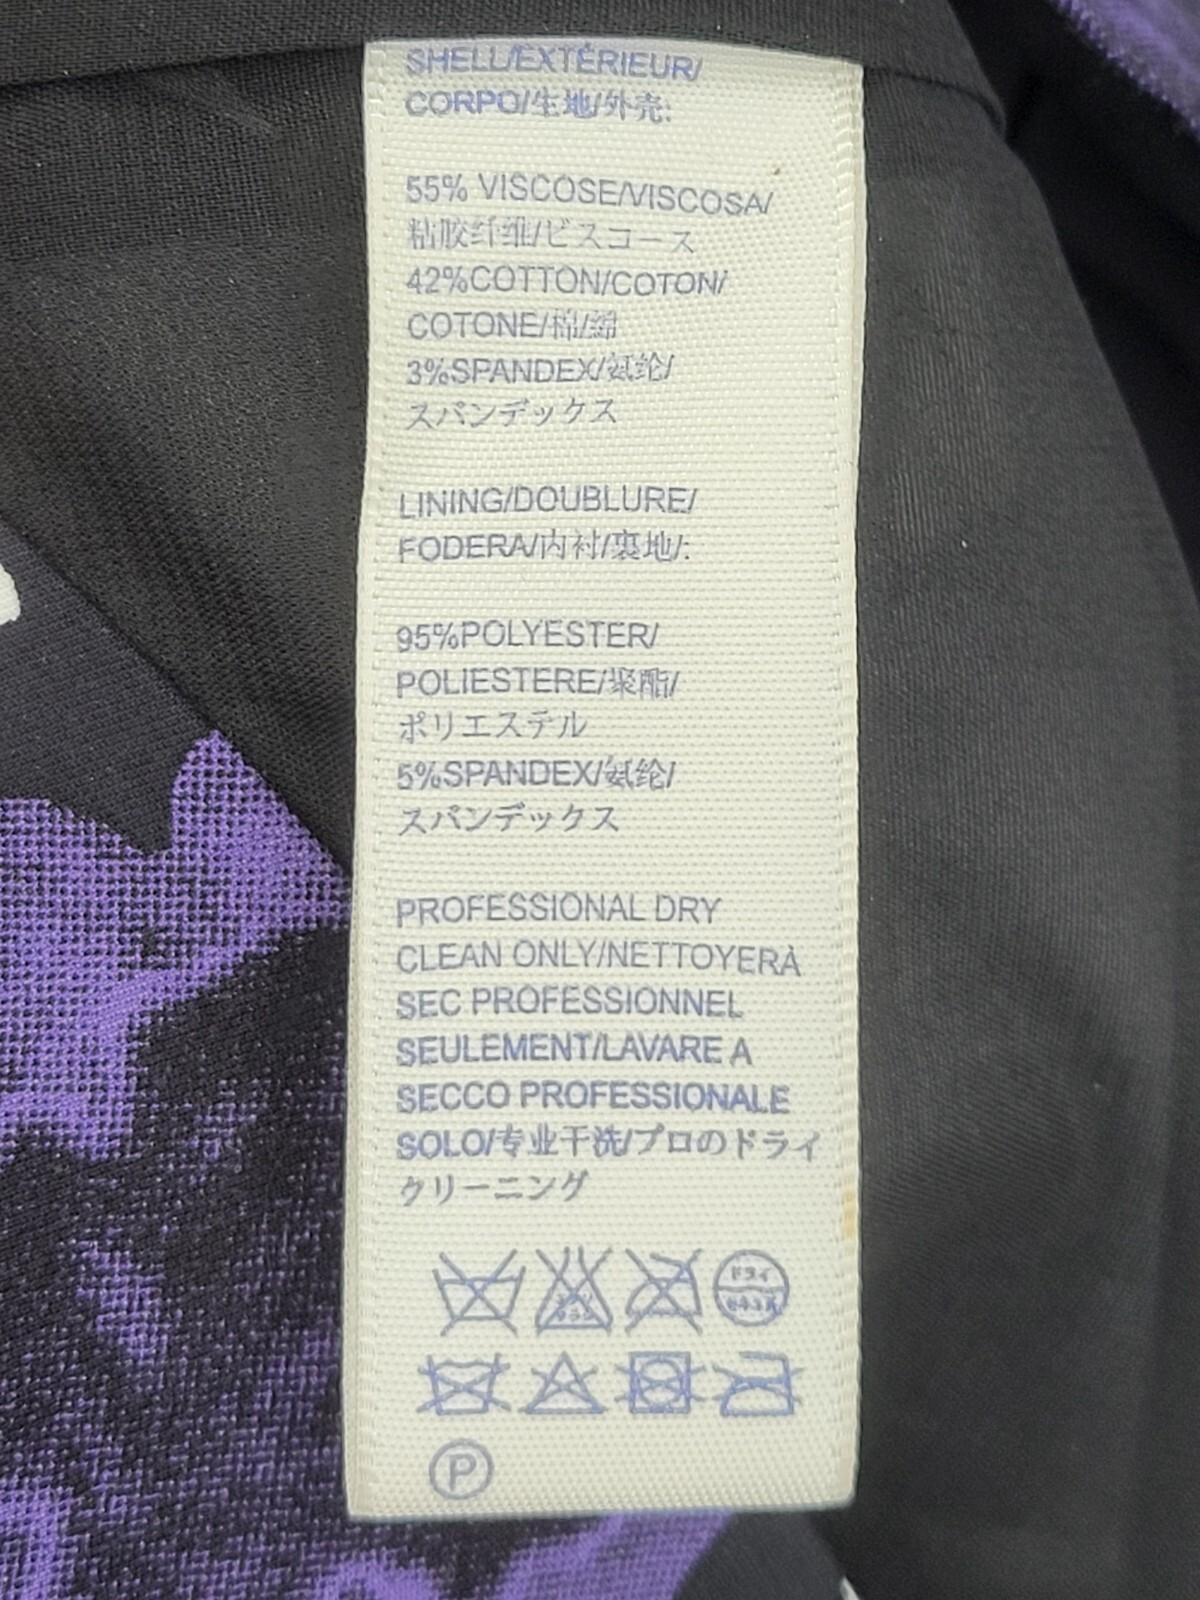 SHELL/EXTÉRIEUR/
CORPO/生地/外壳:
55% VISCOSE/VISCOSA/
粘胶纤维/ビスコース
42%COTTON/COTON/
COTONE/棉/綿
3%SPANDEX/氨纶/
スパンデックス
LINING/DOUBLURE/
FODERA/内衬/裏地/:
95%POLYESTER/
POLIESTERE/聚酯/
ポリエステル
5%SPANDEX/氨纶/
スパンデックス
PROFESSIONAL DRY
CLEAN ONLY/NETTOYERÀ
SEC PROFESSIONNEL
SEULEMENT/LAVARE A
SECCO PROFESSIONALE
SOLO/专业干洗/プロのドライ
クリーニング
ドライ
P